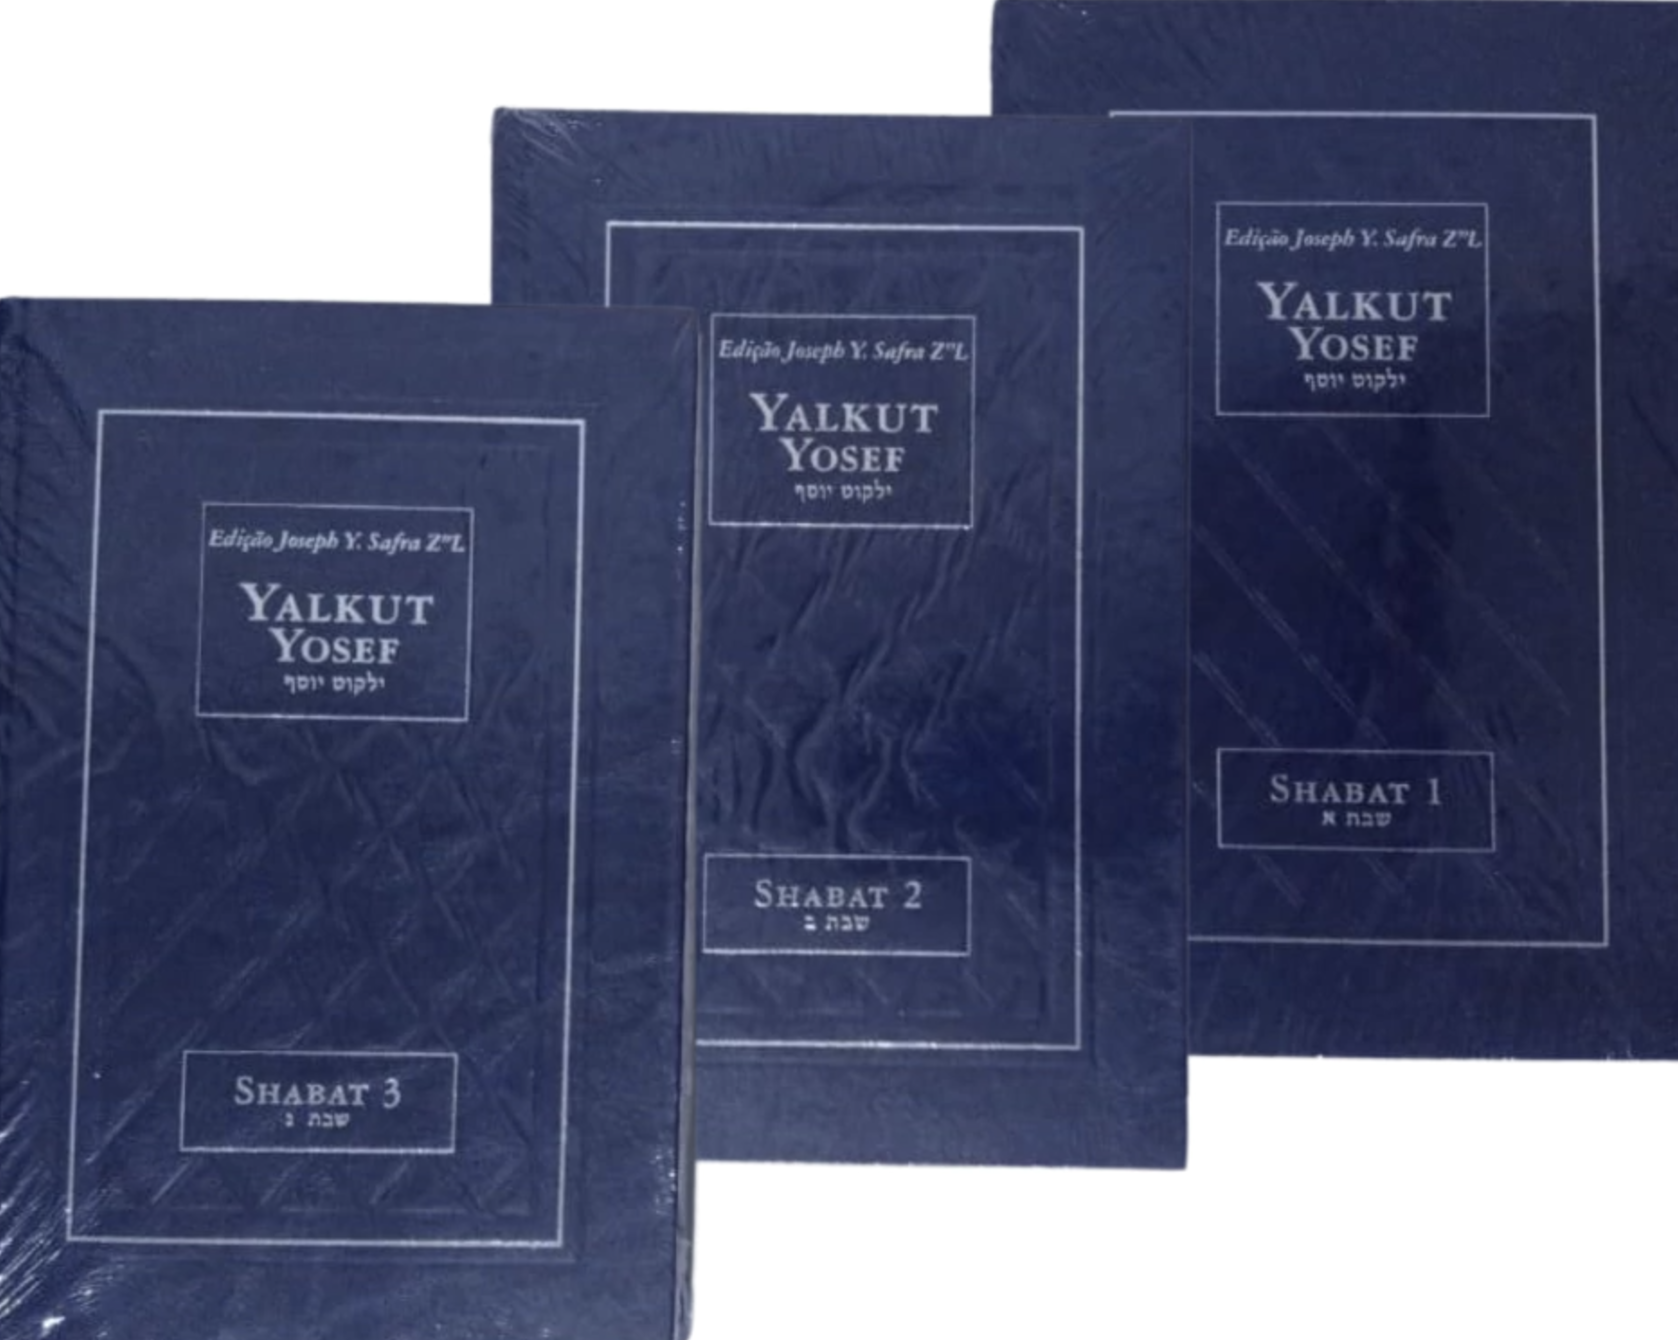 Edição Joseph Y. Safra Z"L
YALKUT
YOSEF
ילקוט יוסף
SHABAT 3
שבת ג
Edição Joseph Y. Safra Z"L
YALKUT
YOSEF
ילקוט יוסף
SHABAT 2
שבת ב
Edição Joseph Y. Safra Z"L
YALKUT
YOSEF
ילקוט יוסף
SHABAT 1
שבת א